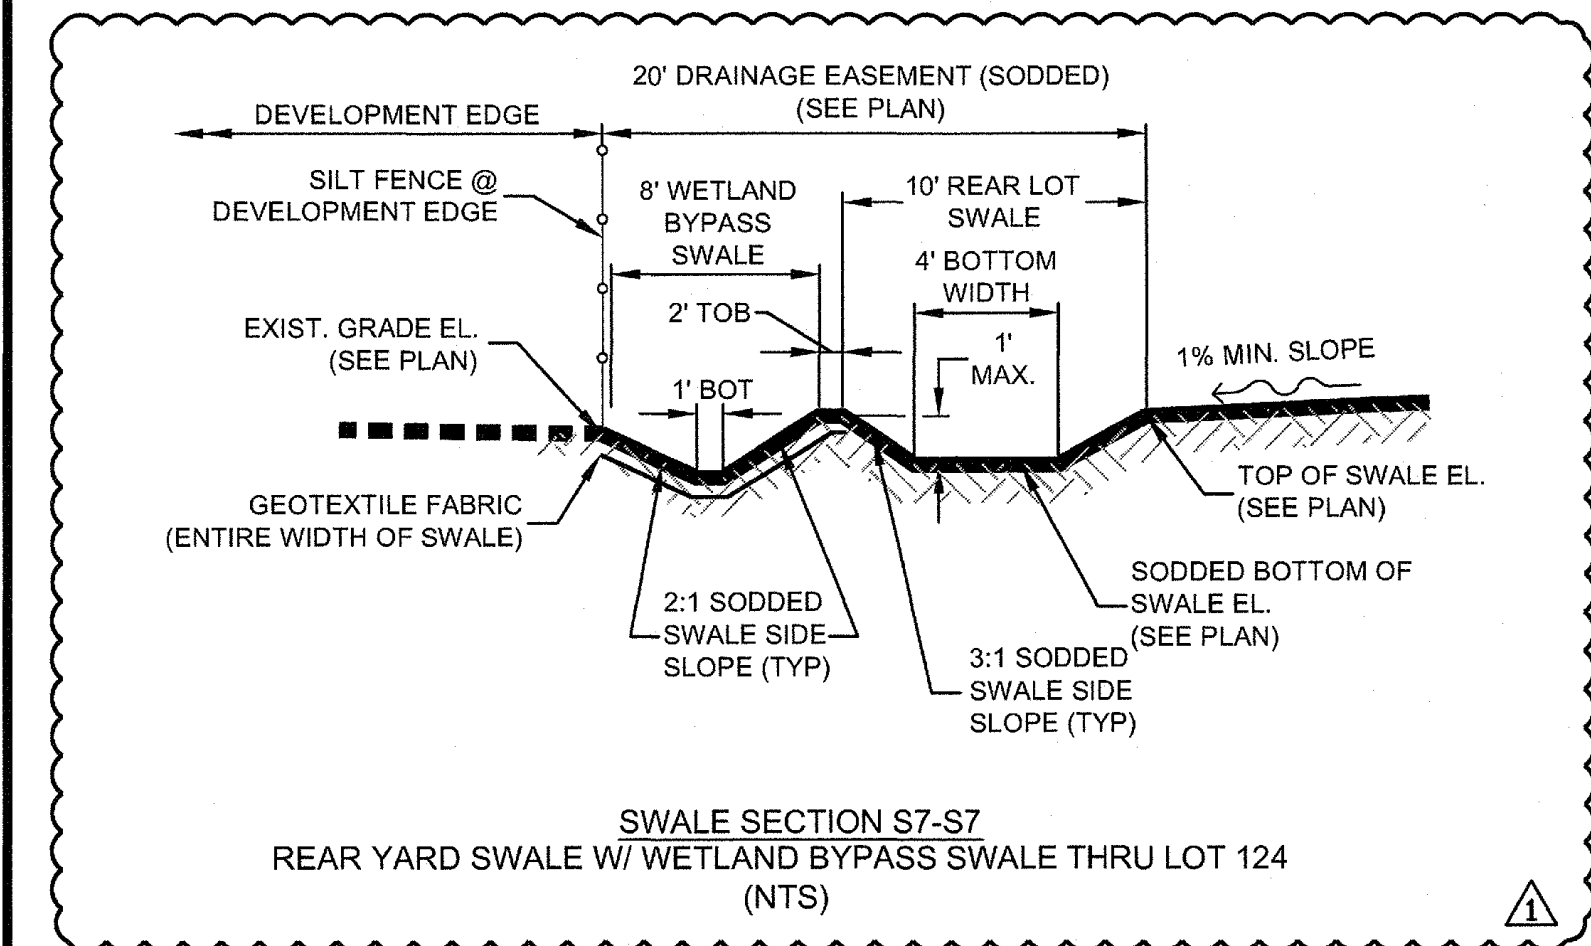 20' DRAINAGE EASEMENT (SODDED)
(SEE PLAN)
DEVELOPMENT EDGE
SILT FENCE @
DEVELOPMENT EDGE
8' WETLAND
BYPASS
SWALE
10' REAR LOT
SWALE
4' BOTTOM
WIDTH
2' TOB
EXIST. GRADE EL.
(SEE PLAN)
1'
MAX.
1% MIN. SLOPE
1' BOT
GEOTEXTILE FABRIC
(ENTIRE WIDTH OF SWALE)
TOP OF SWALE EL.
(SEE PLAN)
2:1 SODDED
SWALE SIDE
SLOPE (TYP)
SODDED BOTTOM OF
SWALE EL.
(SEE PLAN)
3:1 SODDED
SWALE SIDE
SLOPE (TYP)
SWALE SECTION S7-S7
REAR YARD SWALE W/ WETLAND BYPASS SWALE THRU LOT 124
(NTS)
1